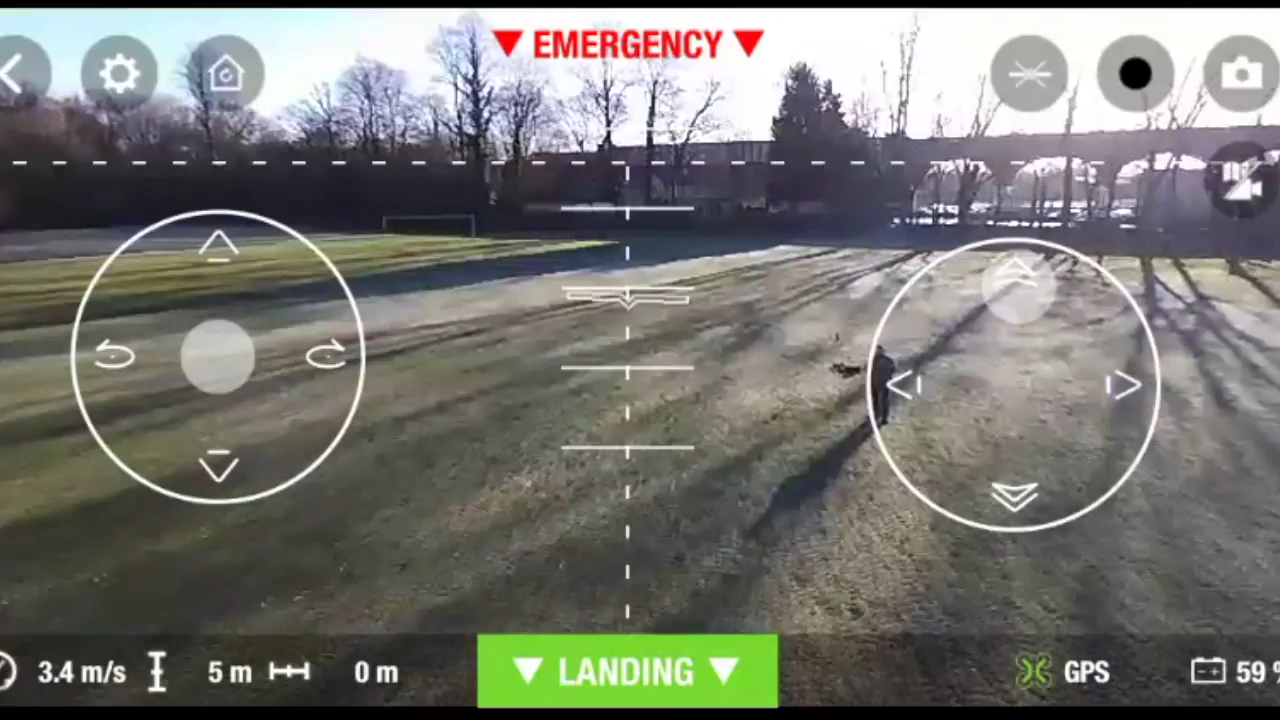 ▼ EMERGENCY ▼
3.4 m/s 5 m 0 m ▼ LANDING ▼ GPS 59 %